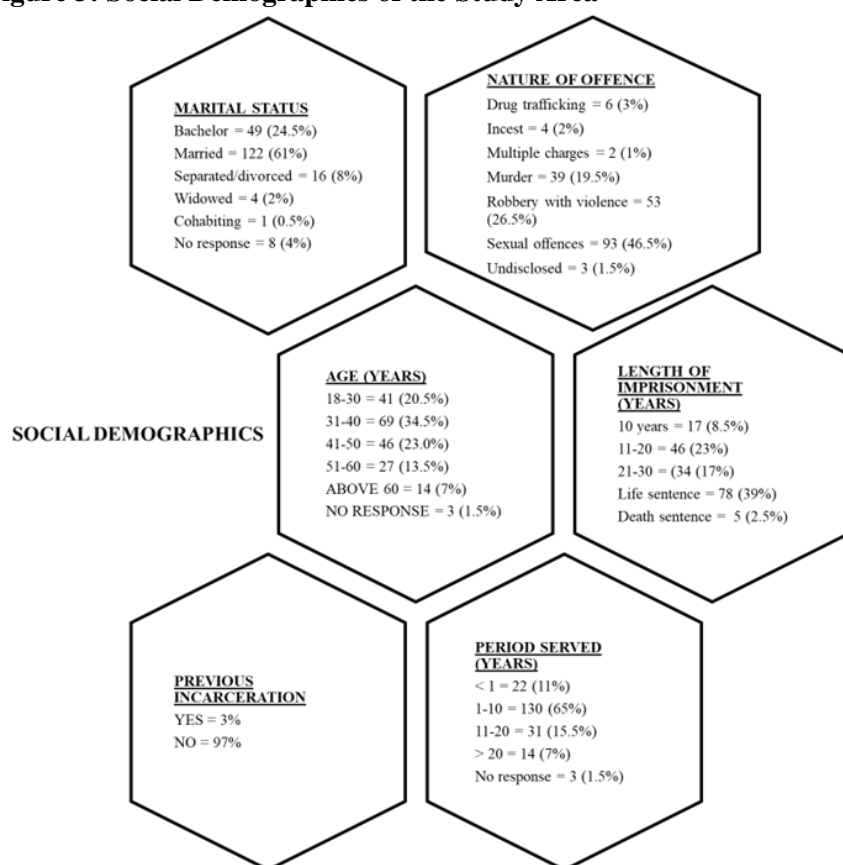 Figure 3: Social Demographics of the Study Area
MARITAL STATUS
Bachelor = 49 (24.5%)
Married = 122 (61%)
Separated/divorced = 16 (8%)
Widowed = 4 (2%)
Cohabiting = 1 (0.5%)
No response = 8 (4%)
NATURE OF OFFENCE
Drug trafficking = 6 (3%)
Incest = 4 (2%)
Multiple charges = 2 (1%)
Murder = 39 (19.5%)
Robbery with violence = 53
(26.5%)
Sexual offences = 93 (46.5%)
Undisclosed = 3 (1.5%)
SOCIAL DEMOGRAPHICS
AGE (YEARS)
18-30 = 41 (20.5%)
31-40 = 69 (34.5%)
41-50 = 46 (23.0%)
51-60 = 27 (13.5%)
ABOVE 60 = 14 (7%)
NO RESPONSE = 3 (1.5%)
LENGTH OF
IMPRISONMENT
(YEARS)
10 years = 17 (8.5%)
11-20 = 46 (23%)
21-30 = (34 (17%)
Life sentence = 78 (39%)
Death sentence = 5 (2.5%)
PREVIOUS
INCARCERATION
YES = 3%
NO = 97%
PERIOD SERVED
(YEARS)
< 1 = 22 (11%)
1-10 = 130 (65%)
11-20 = 31 (15.5%)
> 20 = 14 (7%)
No response = 3 (1.5%)